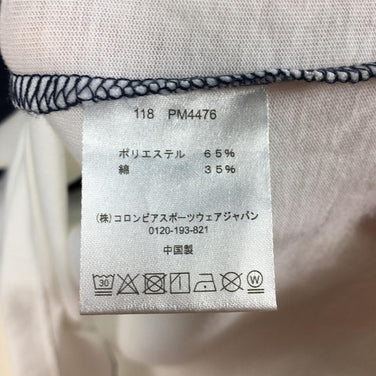 118 PM4476
ポリエステル 65%
綿 35%
(株)コロンビアスポーツウェアジャパン
0120-193-821
中国製
30 W